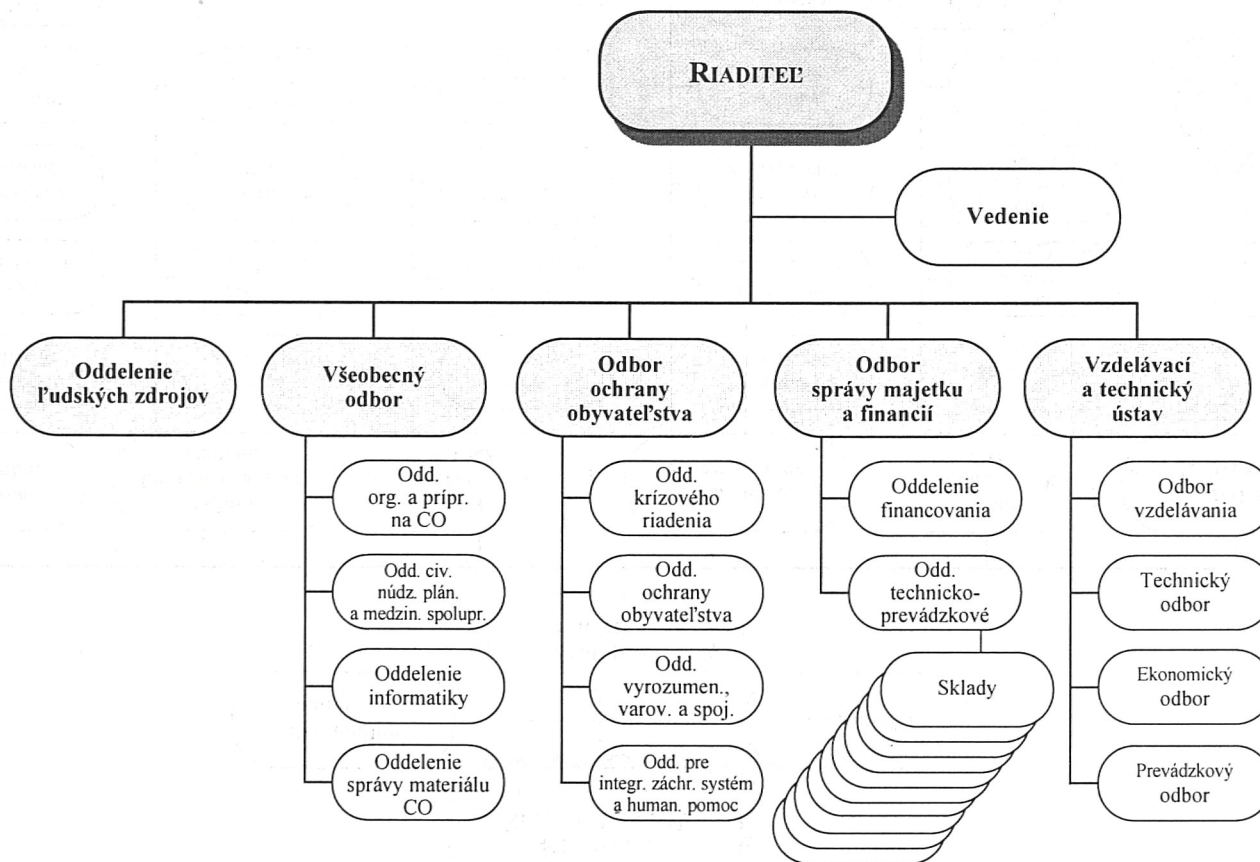 RIADITEĽ
Vedenie
Oddelenie
ľudských zdrojov
Všeobecný
odbor
Odbor
ochrany
obyvateľstva
Odbor
správy majetku
a financií
Vzdelávací
a technický
ústav
Odd.
org. a prípr.
na CO
Odd. civ.
núdz. plán.
a medzin. spolupr.
Oddelenie
informatiky
Oddelenie
správy materiálu
CO
Odd.
krízového
riadenia
Odd.
ochrany
obyvateľstva
Odd.
vyrozumen.,
varov. a spoj.
Odd. pre
integr. záchr. systém
a human. pomoc
Oddelenie
financovania
Odd.
technicko-
prevádzkové
Sklady
Odbor
vzdelávania
Technický
odbor
Ekonomický
odbor
Prevádzkový
odbor